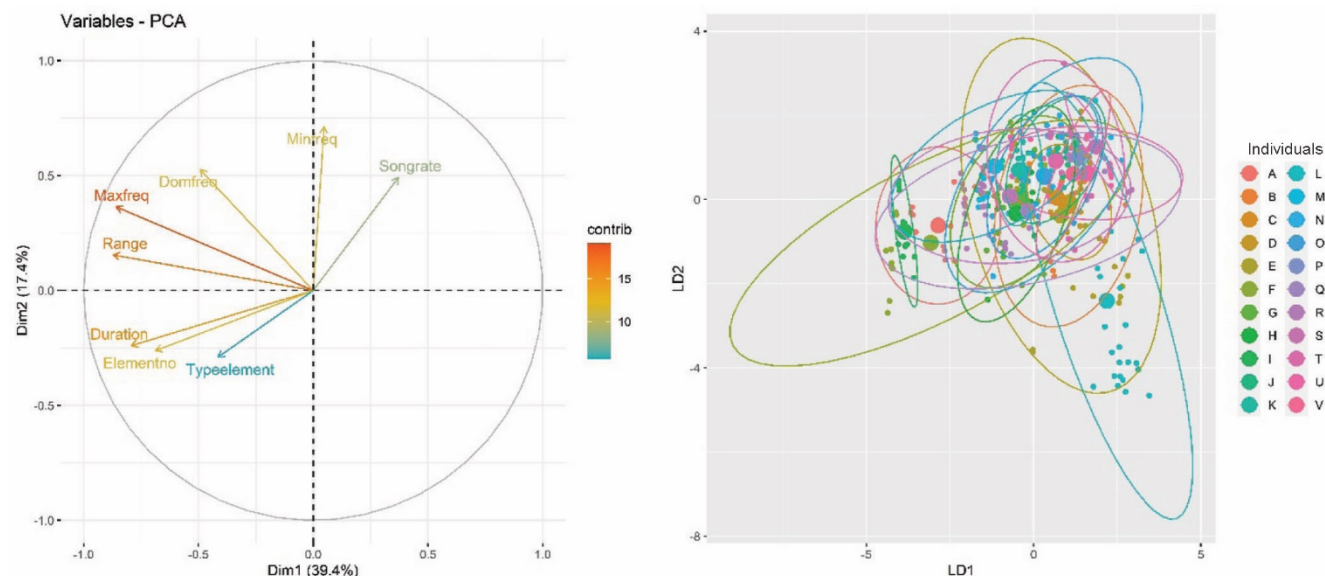 Variables - PCA
1.0
0.5
0.0
-0.5
-1.0
Dim2 (17.4%)
Minfreq
Domfreq
Songrate
Maxfreq
Range
Duration
Elementno
Typeelement
-1.0
-0.5
0.0
0.5
1.0
Dim1 (39.4%)
contrib
15
10
4
0
-4
-8
LD2
-5
0
5
LD1
Individuals
A L
B M
C N
D O
E P
F Q
G R
H S
I T
J U
K V